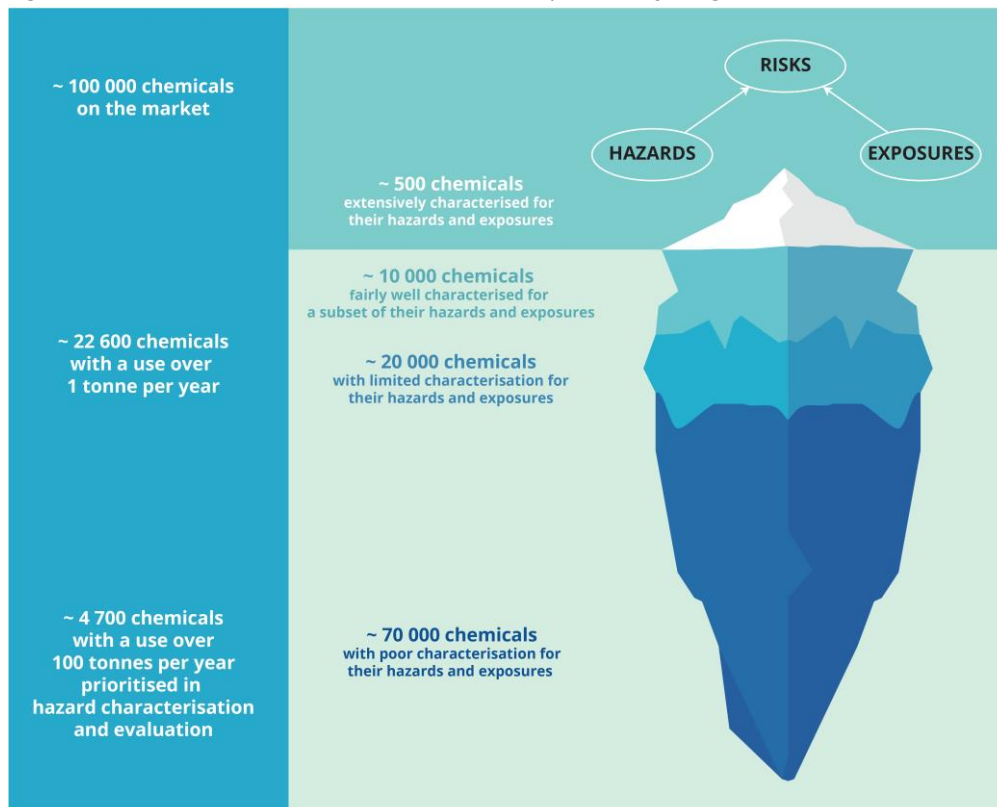 ~ 100 000 chemicals
on the market
~ 22 600 chemicals
with a use over
1 tonne per year
~ 4 700 chemicals
with a use over
100 tonnes per year
prioritised in
hazard characterisation
and evaluation
RISKS
HAZARDS
EXPOSURES
~ 500 chemicals
extensively characterised for
their hazards and exposures
~ 10 000 chemicals
fairly well characterised for
a subset of their hazards and exposures
~ 20 000 chemicals
with limited characterisation for
their hazards and exposures
~ 70 000 chemicals
with poor characterisation for
their hazards and exposures